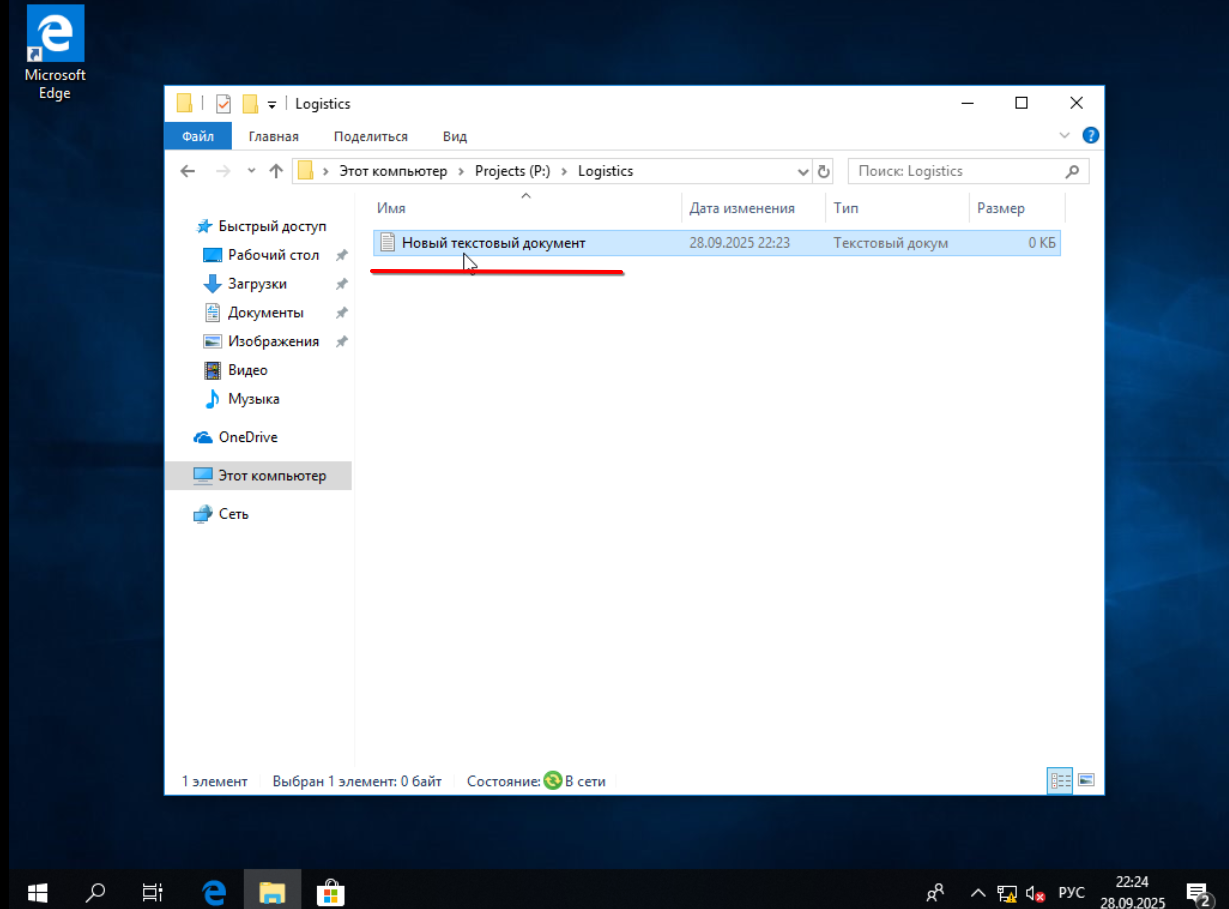 Microsoft
Edge
Logistics
Файл Главная Поделиться Вид
Этот компьютер Projects (P:) Logistics
Поиск: Logistics
Имя Дата изменения Тип Размер
Новый текстовый документ 28.09.2025 22:23 Текстовый докум 0 КБ
Быстрый доступ
Рабочий стол
Загрузки
Документы
Изображения
Видео
Музыка
OneDrive
Этот компьютер
Сеть
1 элемент Выбран 1 элемент: 0 байт Состояние: В сети
РУС
22:24
28.09.2025
2